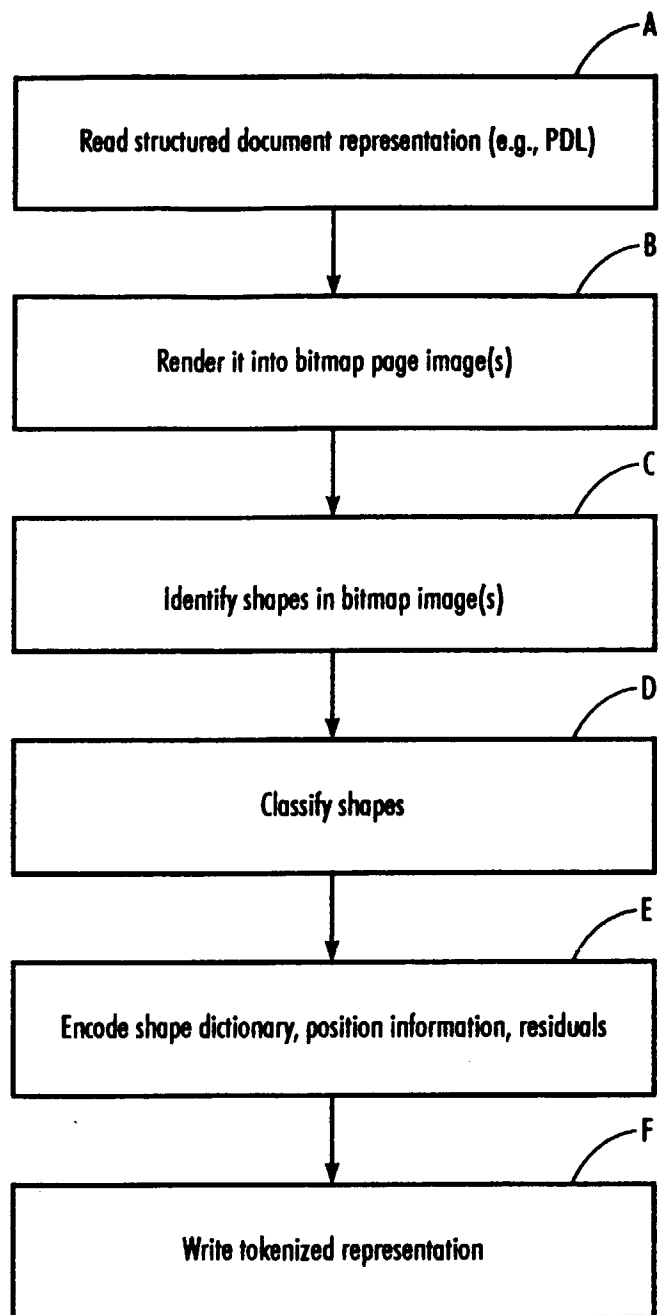 A
Read structured document representation (e.g., PDL)
B
Render it into bitmap page image(s)
C
Identify shapes in bitmap image(s)
D
Classify shapes
E
Encode shape dictionary, position information, residuals
F
Write tokenized representation